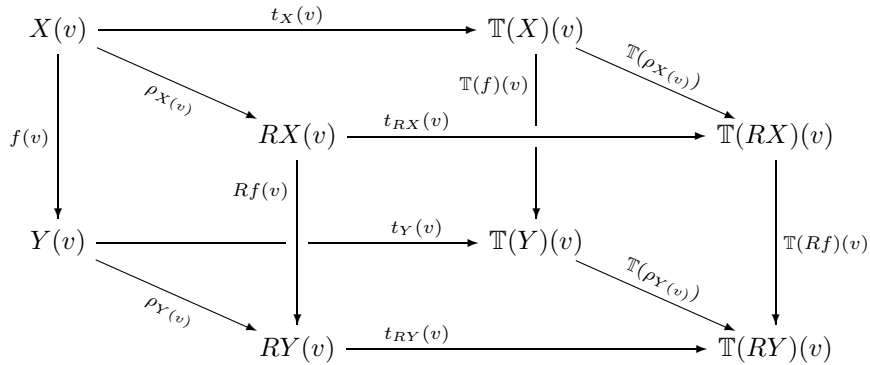 X(v) t_X(v) 𝕋(X)(v)
f(v) ρ_{X(v)} 𝕋(f)(v) 𝕋(ρ_{X(v)})
RX(v) t_{RX}(v) 𝕋(RX)(v)
Rf(v)
Y(v) t_Y(v) 𝕋(Y)(v) 𝕋(Rf)(v)
ρ_{Y(v)} 𝕋(ρ_{Y(v)})
RY(v) t_{RY}(v) 𝕋(RY)(v)